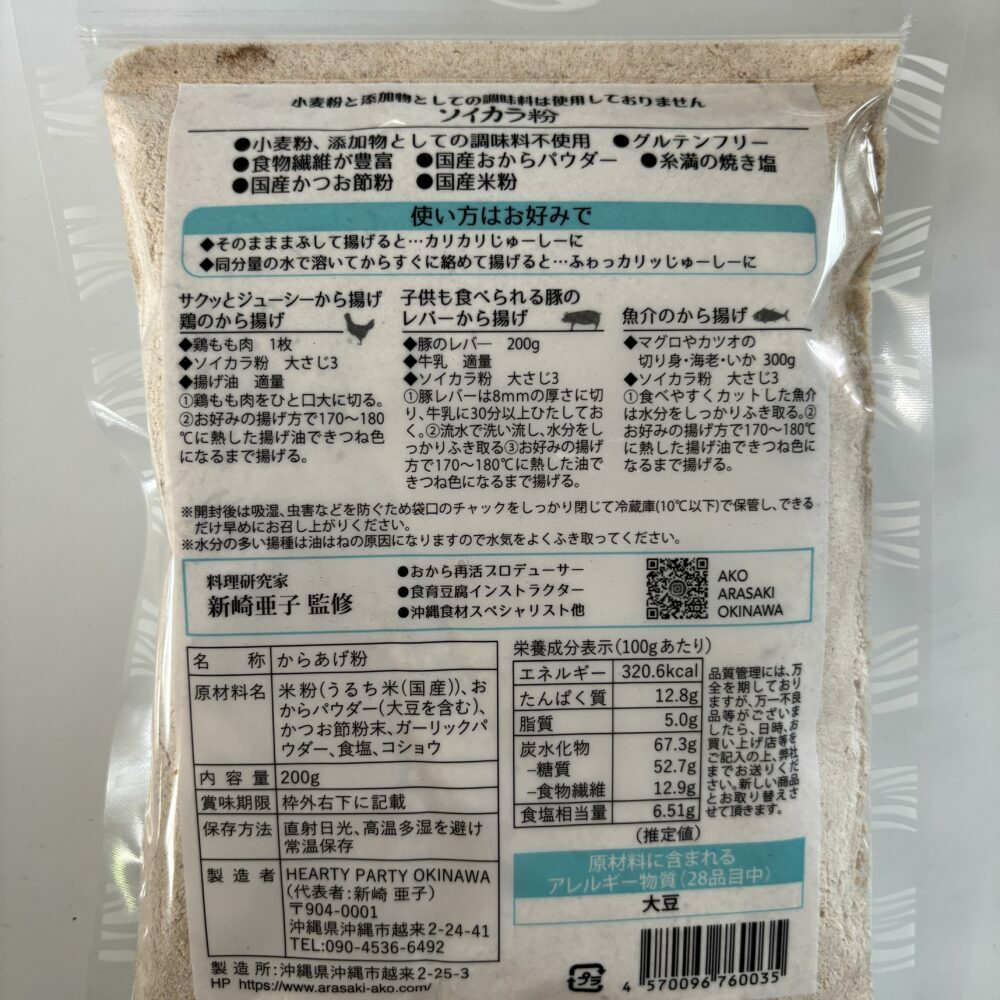 小麦粉と添加物としての調味料は使用しておりません
ソイカラ粉
●小麦粉、添加物としての調味料不使用 ●グルテンフリー
●食物繊維が豊富 ●国産おからパウダー ●糸満の焼き塩
●国産かつお節粉 ●国産米粉
使い方はお好みで
◆そのまままぶして揚げると…カリカリじゅーしーに
◆同分量の水で溶いてからすぐに絡めて揚げると…ふわっカリッじゅーしーに
サクッとジューシーから揚げ
鶏のから揚げ
◆鶏もも肉 1枚
◆ソイカラ粉 大さじ3
◆揚げ油 適量
①鶏もも肉をひと口大に切る。
②お好みの揚げ方で170〜180
℃に熱した揚げ油できつね色
になるまで揚げる。
子供も食べられる豚の
レバーから揚げ
◆豚のレバー 200g
◆牛乳 適量
◆ソイカラ粉 大さじ3
①豚レバーは8mmの厚さに切
り、牛乳に30分以上ひたしてお
く。②流水で洗い流し、水分をし
っかりふき取る③お好みの揚げ
方で170〜180℃に熱した油で
きつね色になるまで揚げる。
魚介のから揚げ
◆マグロやカツオの
切り身・海老・いか 300g
◆ソイカラ粉 大さじ3
①食べやすくカットした魚介
は水分をしっかりふき取る。②
お好みの揚げ方で170〜180℃
に熱した揚げ油できつね色に
なるまで揚げる。
※開封後は吸湿、虫害などを防ぐため袋口のチャックをしっかり閉じて冷蔵庫(10℃以下)で保管し、できる
だけ早めにお召し上がりください。
※水分の多い揚種は油はねの原因になりますので水気をよくふき取ってください。
料理研究家
新崎亜子 監修
●おから再活プロデューサー
●食育豆腐インストラクター
●沖縄食材スペシャリスト他
AKO
ARASAKI
OKINAWA
名 称 からあげ粉
原材料名 米粉(うるち米(国産))、お
からパウダー(大豆を含む)、
かつお節粉末、ガーリックパ
ウダー、食塩、コショウ
内容量 200g
賞味期限 枠外右下に記載
保存方法 直射日光、高温多湿を避け
常温保存
製造者 HEARTY PARTY OKINAWA
(代表者:新崎 亜子)
〒904-0001
沖縄県沖縄市越来2-24-41
TEL:090-4536-6492
製造所:沖縄県沖縄市越来2-25-3
HP https://www.arasaki-ako.com/
栄養成分表示(100gあたり)
エネルギー 320.6kcal
たんぱく質 12.8g
脂質 5.0g
炭水化物 67.3g
−糖質 52.7g
−食物繊維 12.9g
食塩相当量 6.51g
(推定値)
品質管理には、万
全を期しており
ますが、万一不良
品等がございま
したら、日時、お
買い上げ店等を
ご記入の上、弊社
までお送りくだ
さい。新しい商品
とお取り替えさ
せて頂きます。
原材料に含まれる
アレルギー物質(28品目中)
大豆
プラ
4 570096 760035